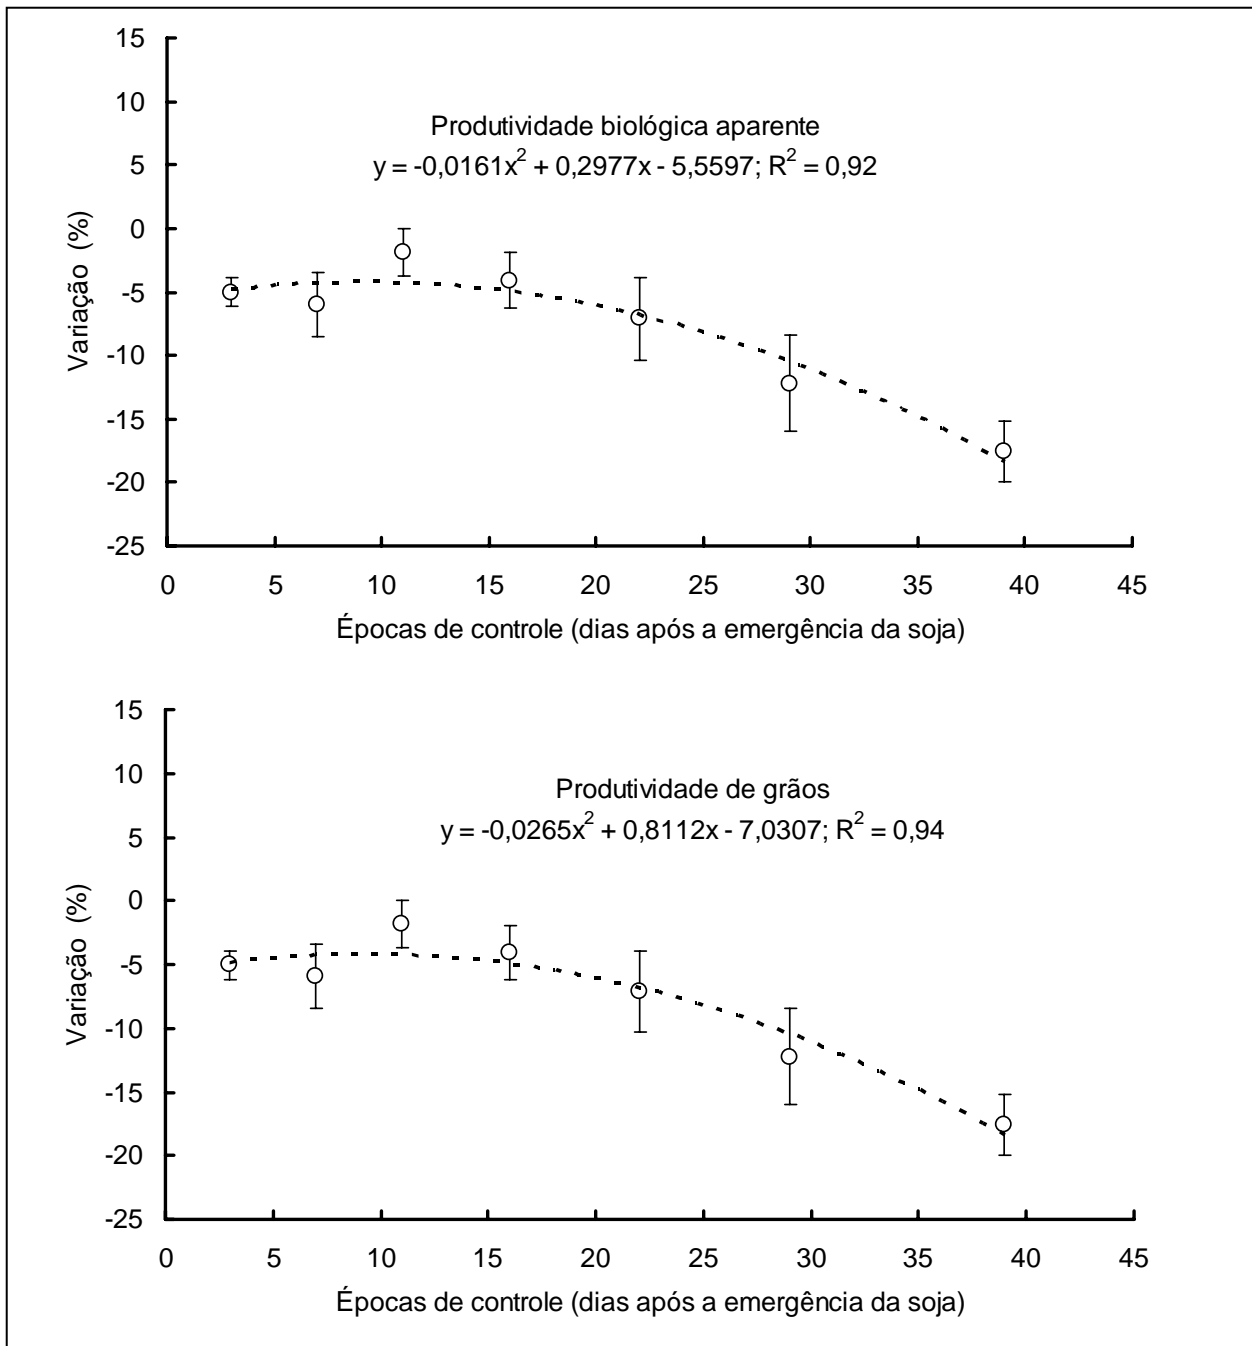 15
10
Produtividade biológica aparente
5
y = -0,0161x² + 0,2977x - 5,5597; R² = 0,92
0
-5
-10
-15
-20
-25
Variação (%)
0 5 10 15 20 25 30 35 40 45
Épocas de controle (dias após a emergência da soja)
15
10
Produtividade de grãos
5
y = -0,0265x² + 0,8112x - 7,0307; R² = 0,94
0
-5
-10
-15
-20
-25
Variação (%)
0 5 10 15 20 25 30 35 40 45
Épocas de controle (dias após a emergência da soja)